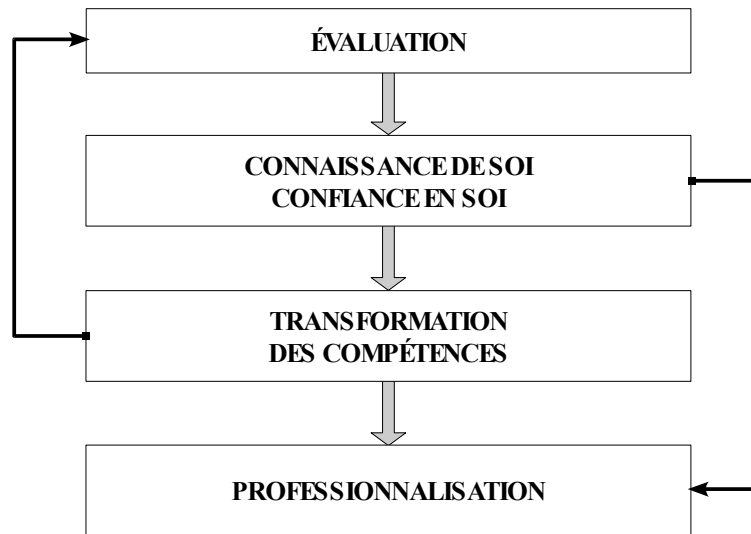 ÉVALUATION
CONNAISSANCE DE SOI
CONFIANCE EN SOI
TRANSFORMATION
DES COMPÉTENCES
PROFESSIONNALISATION